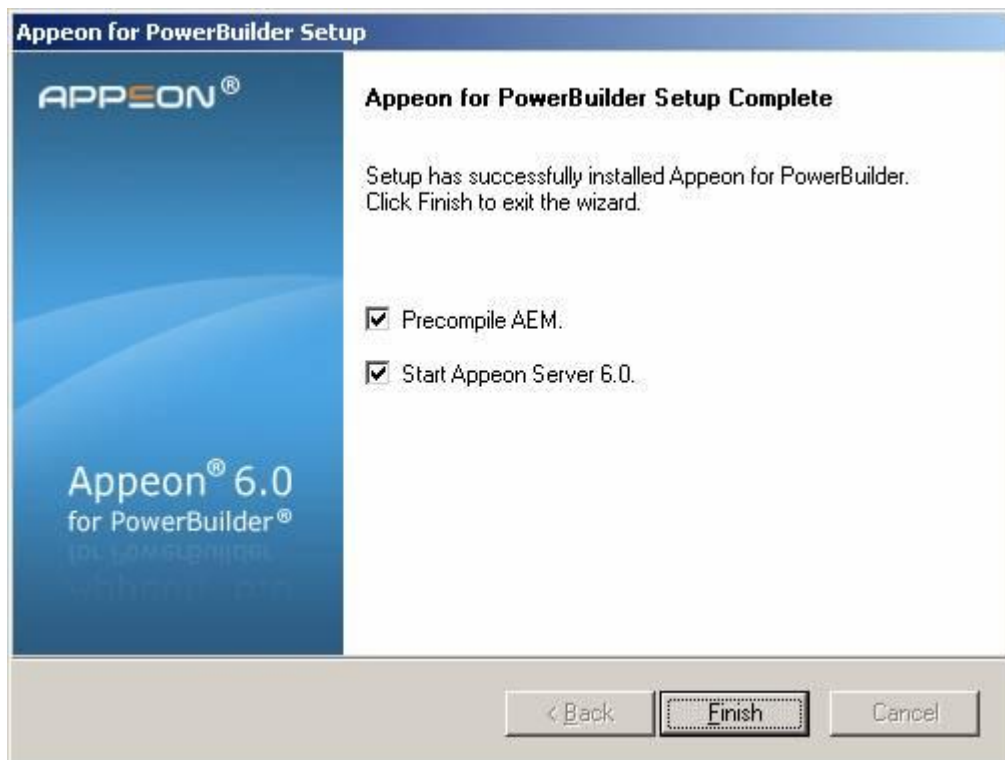 Appeon for PowerBuilder Setup
APPEON®
Appeon for PowerBuilder Setup Complete
Setup has successfully installed Appeon for PowerBuilder.
Click Finish to exit the wizard.
Precompile AEM.
Start Appeon Server 6.0.
Appeon® 6.0
for PowerBuilder®
< Back
Finish
Cancel